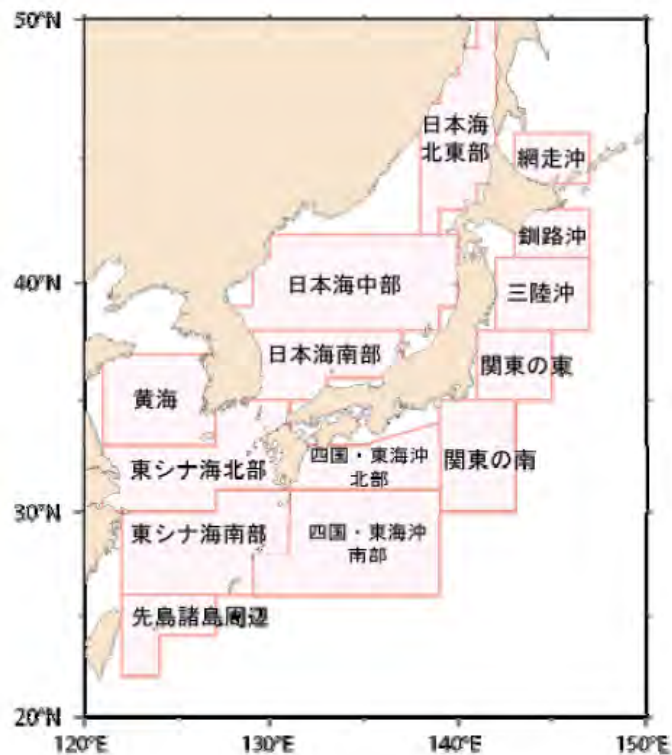 50°N
日本海
北東部
網走沖
釧路沖
40°N
日本海中部
三陸沖
日本海南部
関東の東
黄海
東シナ海北部
四国・東海沖
北部
関東の南
30°N
東シナ海南部
四国・東海沖
南部
先島諸島周辺
20°N
120°E
130°E
140°E
150°E